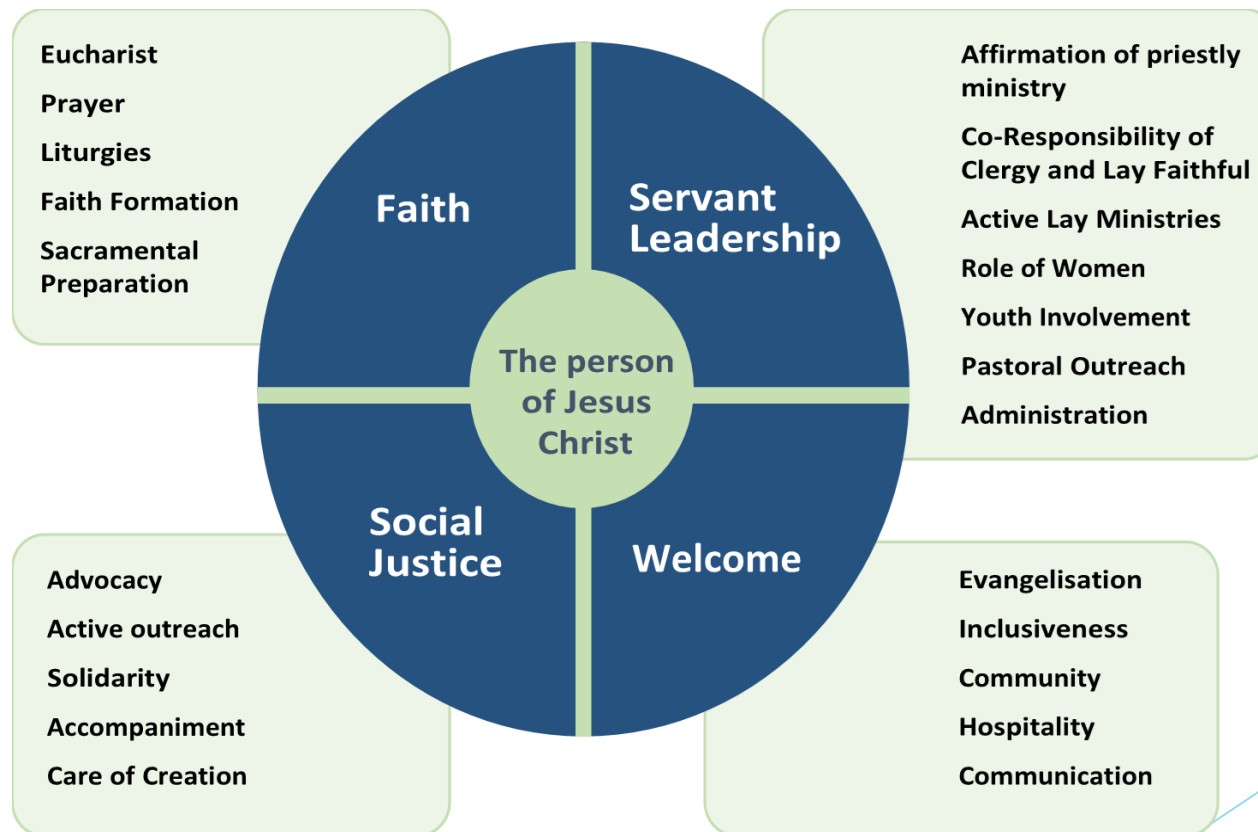 Eucharist
Prayer
Liturgies
Faith Formation
Sacramental
Preparation
Faith
Servant
Leadership
Affirmation of priestly
ministry
Co-Responsibility of
Clergy and Lay Faithful
Active Lay Ministries
Role of Women
Youth Involvement
Pastoral Outreach
Administration
The person
of Jesus
Christ
Social
Justice
Advocacy
Active outreach
Solidarity
Accompaniment
Care of Creation
Welcome
Evangelisation
Inclusiveness
Community
Hospitality
Communication